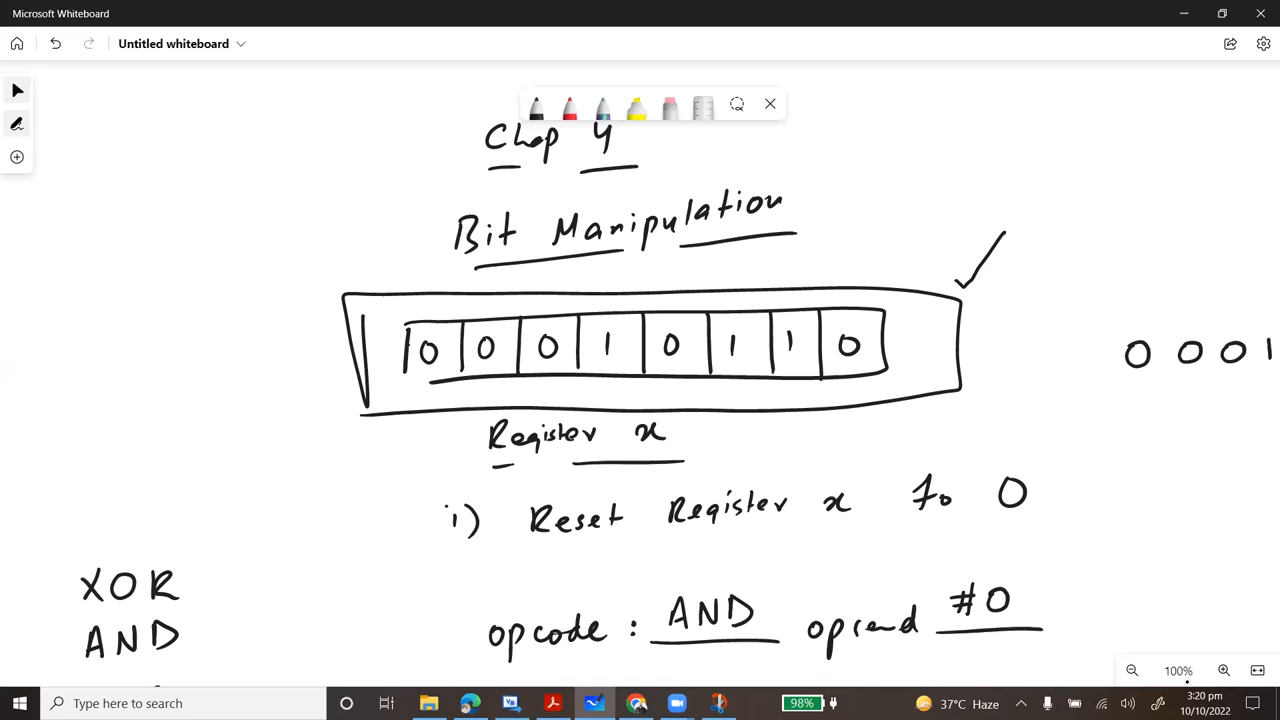 Microsoft Whiteboard
Untitled whiteboard
Chap 4
Bit Manipulation
0 0 0 1 0 1 1 0
0 0 0 1
Register x
i) Reset Register x to 0
XOR
AND
opcode : AND operand #0
100%
Type here to search
98%
37°C Haze
3:20 pm
10/10/2022